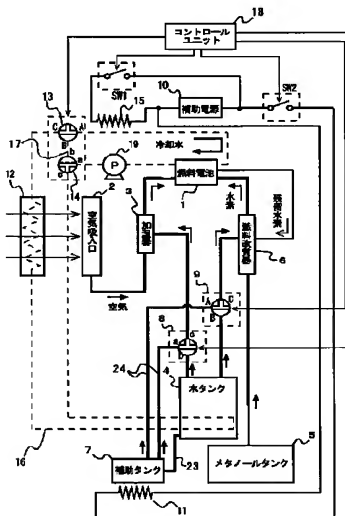 コントロール
ユニット
18
13
SW1
15
10
補助電源
SW2
C
B
17
b
a
c
19
P
冷却水
14
12
2
空気吸入口
3
加湿器
燃料電池
1
水素
残留水素
燃料改質器
6
空気
9
A
C
8
a
24
4
水タンク
16
7
補助タンク
23
メタノールタンク
5
11